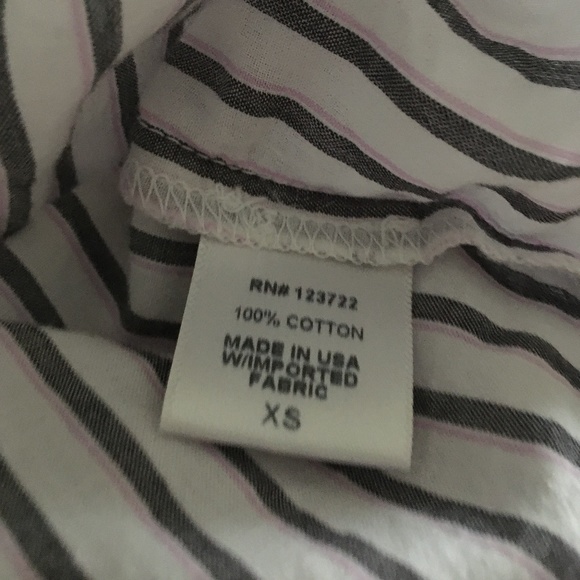 RN# 123722
100% COTTON
MADE IN USA
W/IMPORTED
FABRIC
XS